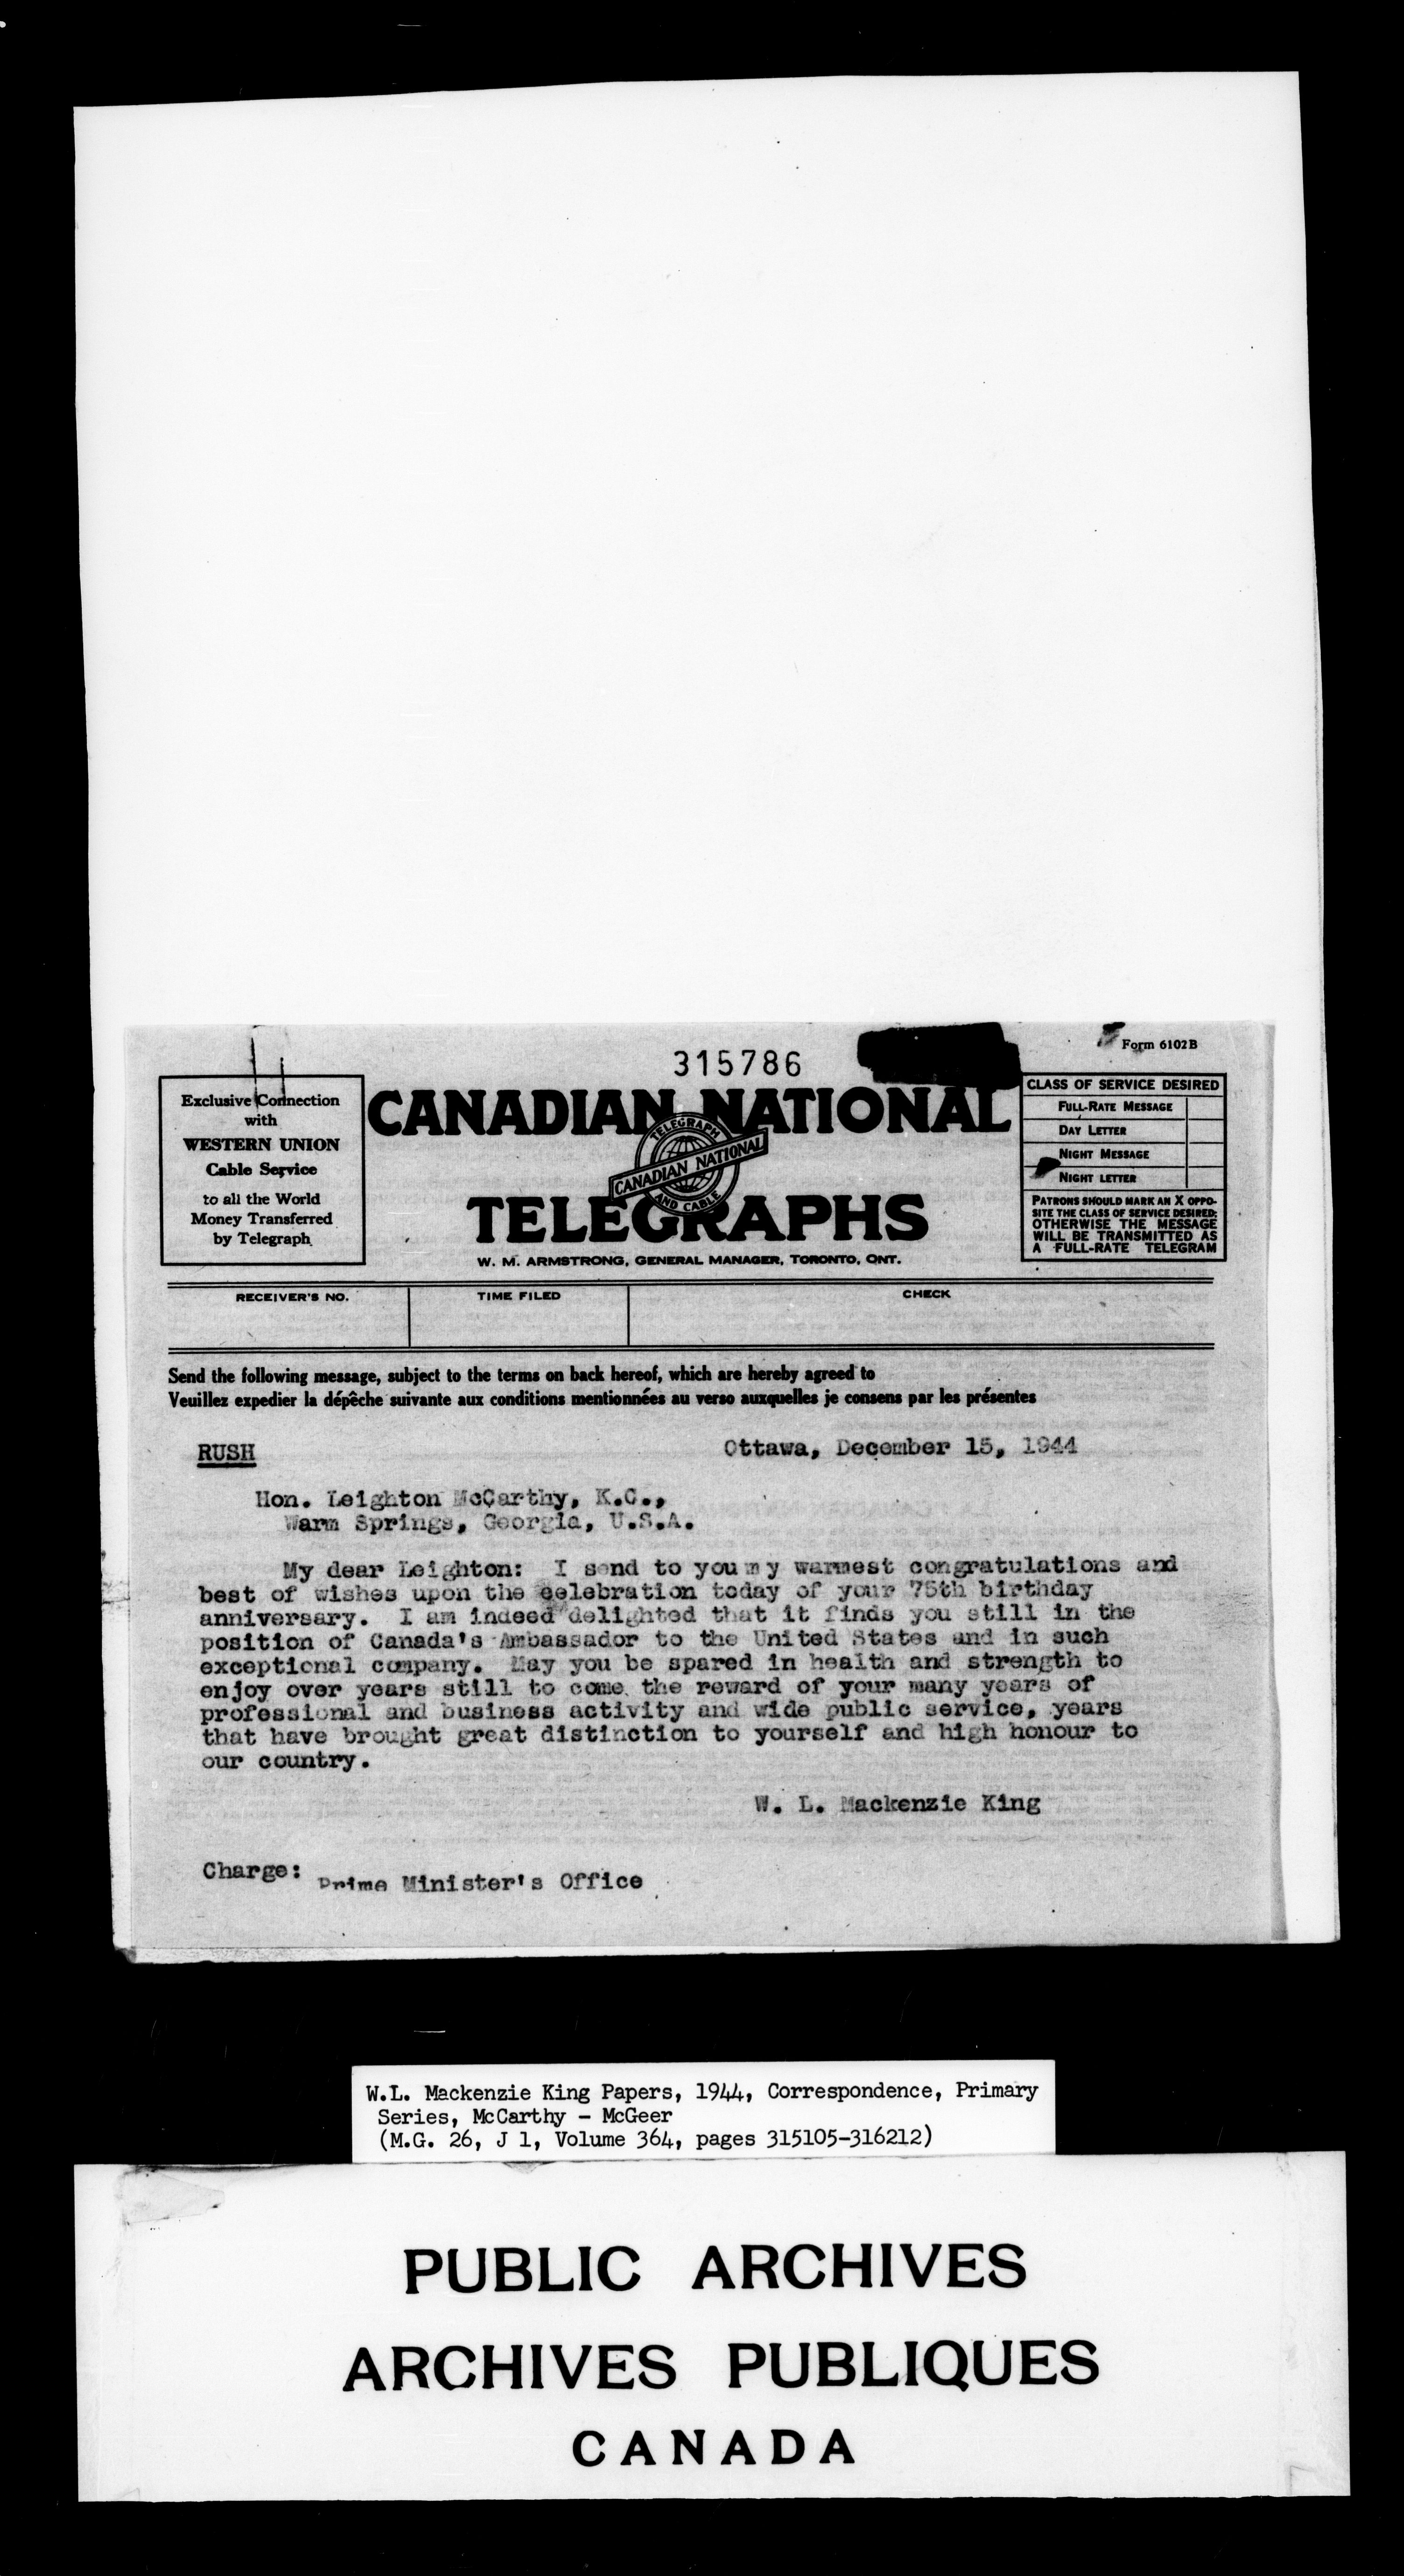 315786
Form 6102B
Exclusive Connection
with
WESTERN UNION
Cable Service
to all the World
Money Transferred
by Telegraph
CANADIAN NATIONAL
TELEGRAPH
CANADIAN NATIONAL
AND CABLE
TELEGRAPHS
W. M. ARMSTRONG, GENERAL MANAGER, TORONTO, ONT.
CLASS OF SERVICE DESIRED
FULL-RATE MESSAGE
DAY LETTER
NIGHT MESSAGE
NIGHT LETTER
PATRONS SHOULD MARK AN X OPPO-
SITE THE CLASS OF SERVICE DESIRED;
OTHERWISE THE MESSAGE
WILL BE TRANSMITTED AS
A FULL-RATE TELEGRAM
RECEIVER'S NO. TIME FILED CHECK
Send the following message, subject to the terms on back hereof, which are hereby agreed to
Veuillez expedier la dépêche suivante aux conditions mentionnées au verso auxquelles je consens par les présentes
RUSH Ottawa, December 15, 1944
Hon. Leighton McCarthy, K.C.,
Warm Springs, Georgia, U.S.A.
My dear Leighton: I send to you my warmest congratulations and
best of wishes upon the celebration today of your 75th birthday
anniversary. I am indeed delighted that it finds you still in the
position of Canada's Ambassador to the United States and in such
exceptional company. May you be spared in health and strength to
enjoy over years still to come the reward of your many years of
professional and business activity and wide public service, years
that have brought great distinction to yourself and high honour to
our country.
W. L. Mackenzie King
Charge: Prime Minister's Office
W.L. Mackenzie King Papers, 1944, Correspondence, Primary
Series, McCarthy - McGeer
(M.G. 26, J 1, Volume 364, pages 315105-316212)
PUBLIC ARCHIVES
ARCHIVES PUBLIQUES
CANADA